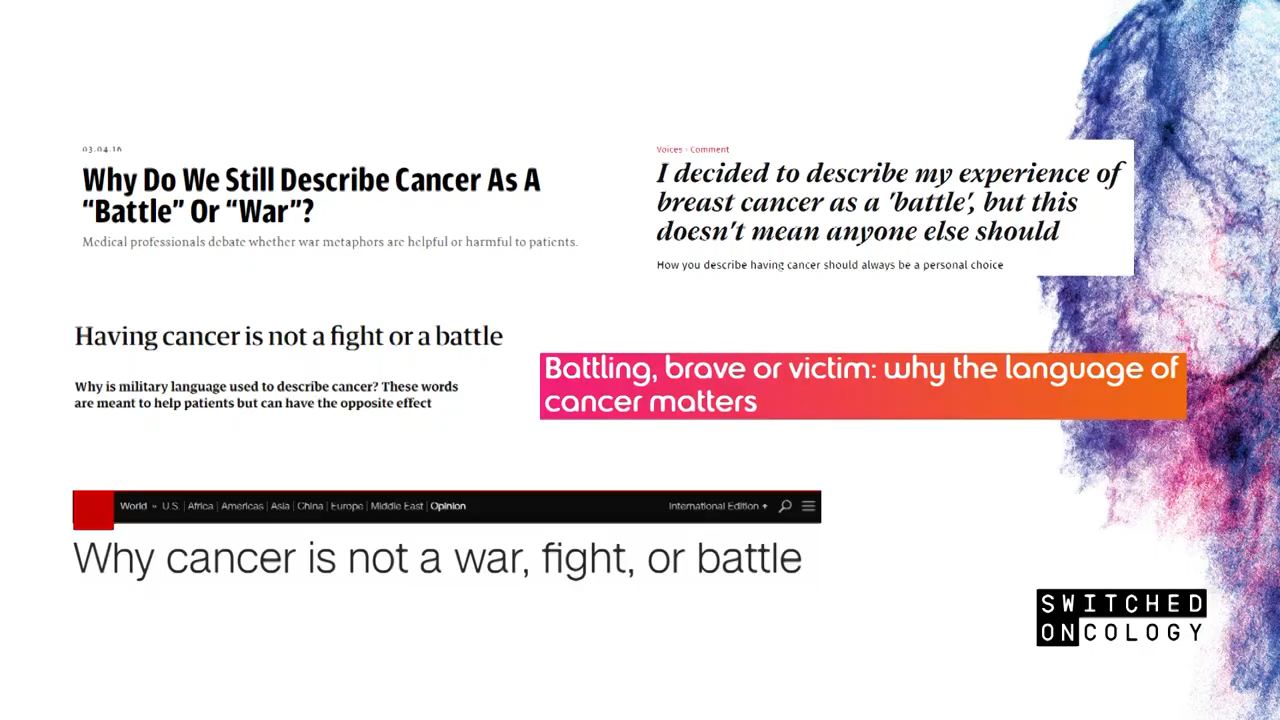 03.04.16
Why Do We Still Describe Cancer As A
“Battle” Or “War”?
Medical professionals debate whether war metaphors are helpful or harmful to patients.
Voices › Comment
I decided to describe my experience of
breast cancer as a 'battle', but this
doesn't mean anyone else should
How you describe having cancer should always be a personal choice
Having cancer is not a fight or a battle
Why is military language used to describe cancer? These words
are meant to help patients but can have the opposite effect
Battling, brave or victim: why the language of
cancer matters
World » U.S. | Africa | Americas | Asia | China | Europe | Middle East | Opinion
International Edition +
Why cancer is not a war, fight, or battle
SWITCHED
ONCOLOGY